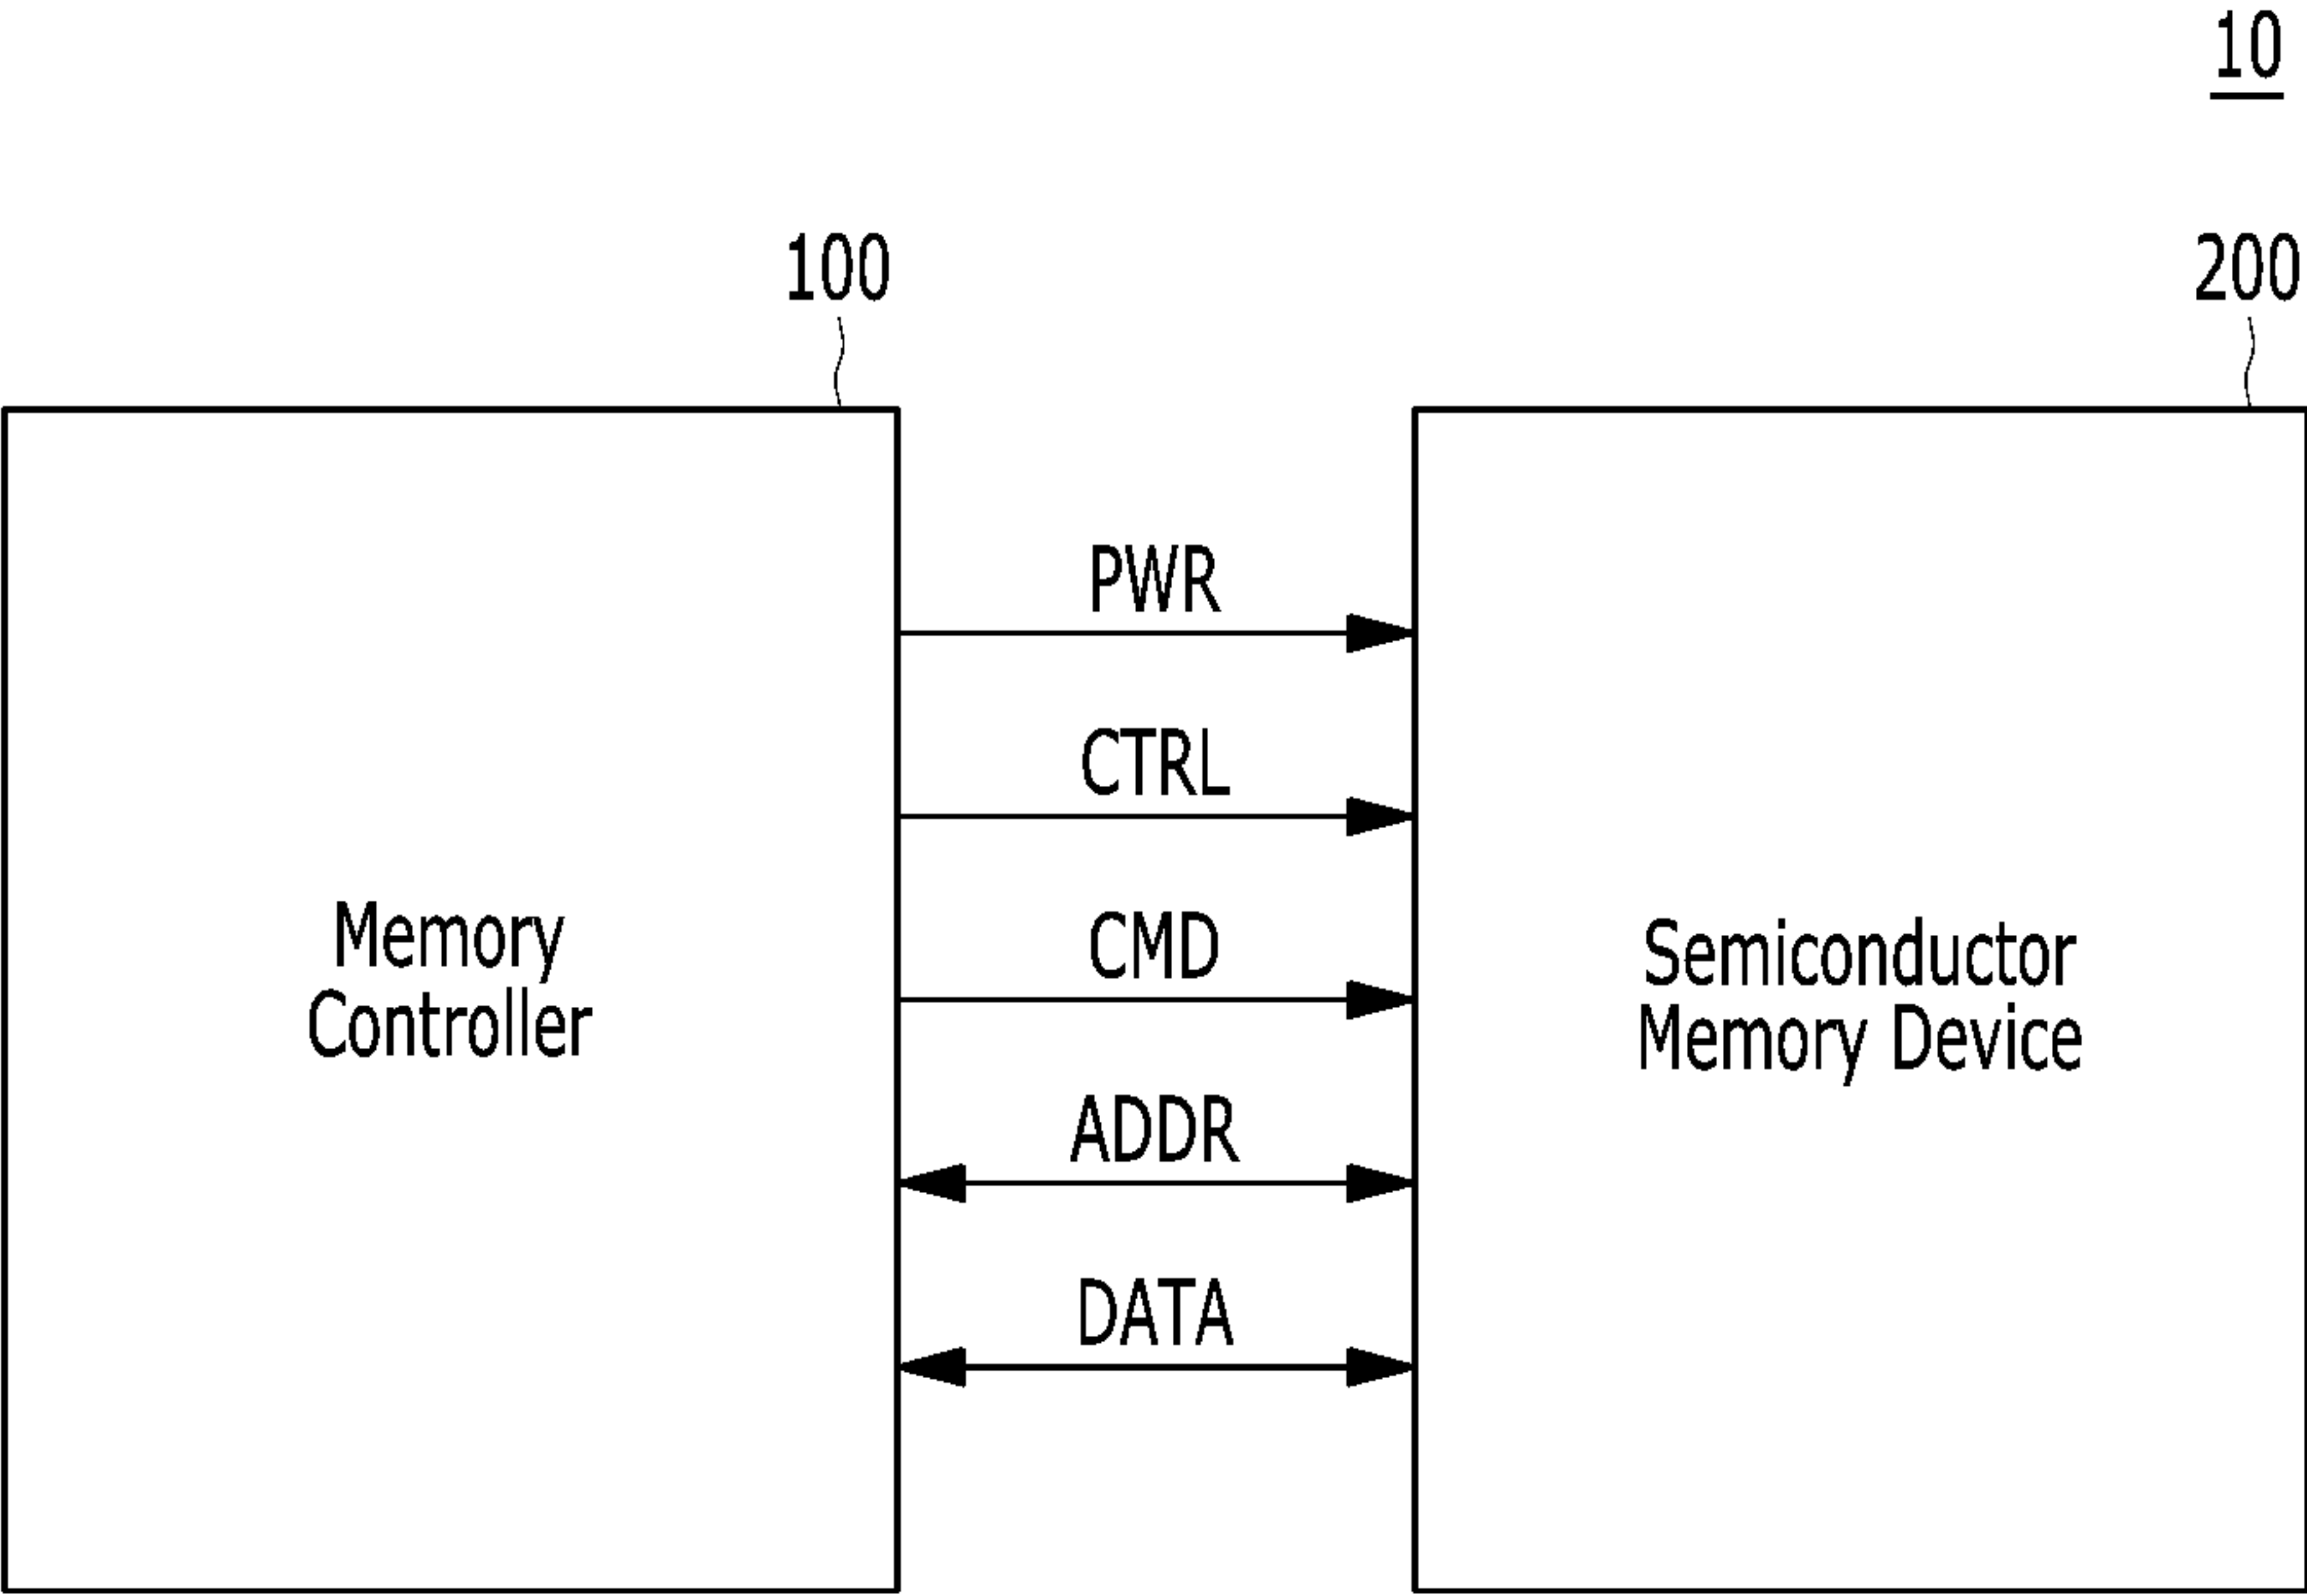 10
100
200
PWR
CTRL
CMD
ADDR
DATA
Memory
Controller
Semiconductor
Memory Device